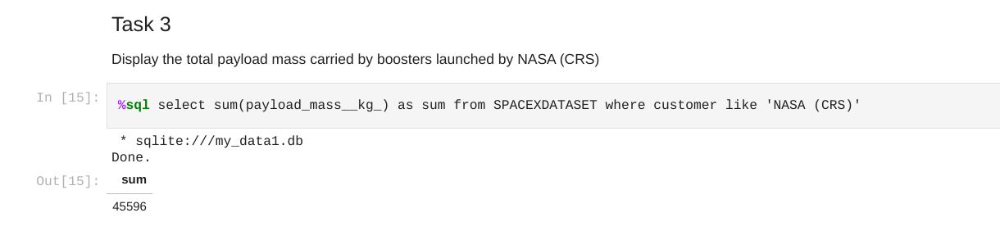 Task 3
Display the total payload mass carried by boosters launched by NASA (CRS)
In [15]: %sql select sum(payload_mass__kg_) as sum from SPACEXDATASET where customer like 'NASA (CRS)'
* sqlite:///my_data1.db
Done.
Out[15]: sum
45596